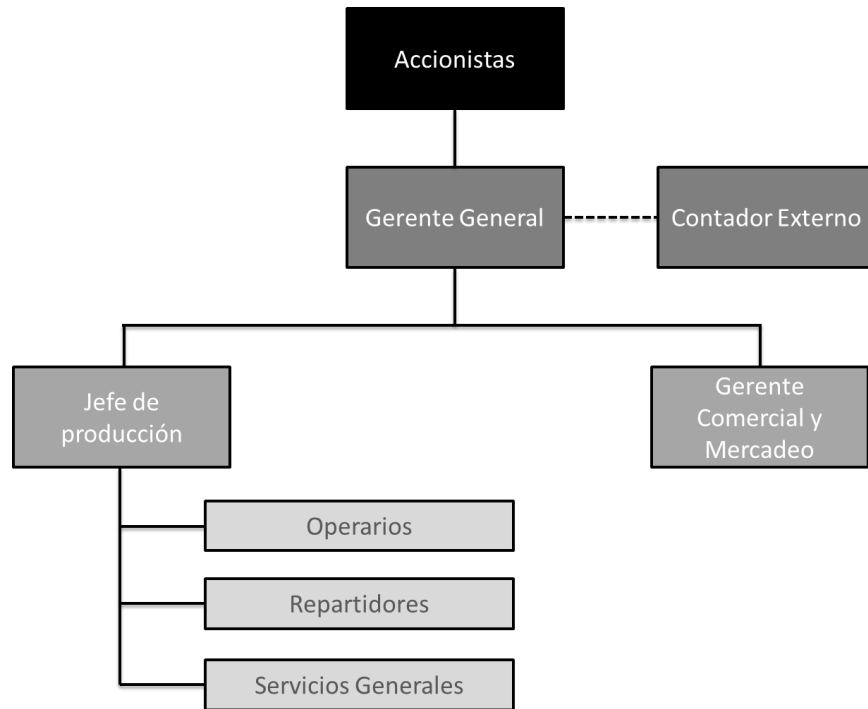 Accionistas
Gerente General
Contador Externo
Jefe de
producción
Gerente
Comercial y
Mercadeo
Operarios
Repartidores
Servicios Generales